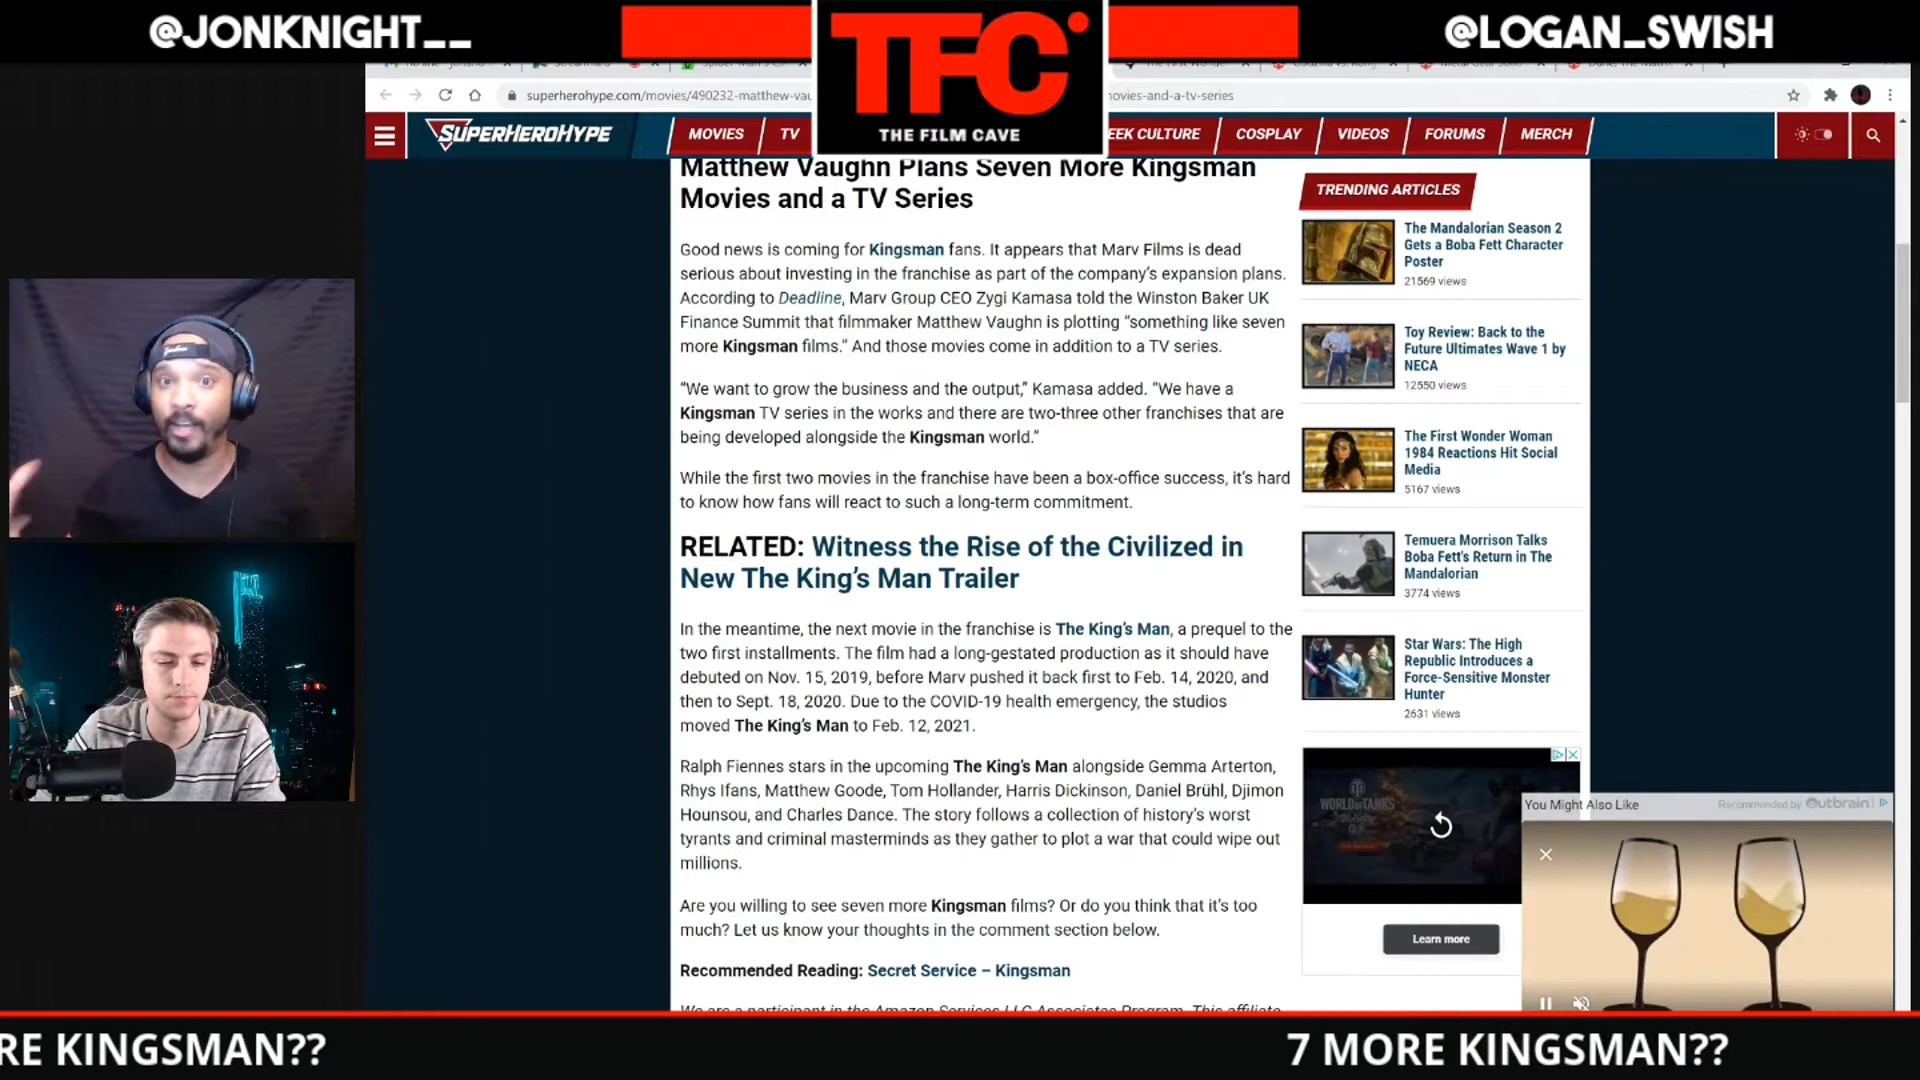 @JONKNIGHT__
TFC
THE FILM CAVE
@LOGAN_SWISH
superherohype.com/movies/490232-matthew-vau
ovies-and-a-tv-series
SUPERHEROHYPE
MOVIES
TV
EEK CULTURE
COSPLAY
VIDEOS
FORUMS
MERCH
Matthew Vaughn Plans Seven More Kingsman
Movies and a TV Series
Good news is coming for Kingsman fans. It appears that Marv Films is dead
serious about investing in the franchise as part of the company's expansion plans.
According to Deadline, Marv Group CEO Zygi Kamasa told the Winston Baker UK
Finance Summit that filmmaker Matthew Vaughn is plotting “something like seven
more Kingsman films.” And those movies come in addition to a TV series.
“We want to grow the business and the output,” Kamasa added. “We have a
Kingsman TV series in the works and there are two-three other franchises that are
being developed alongside the Kingsman world.”
While the first two movies in the franchise have been a box-office success, it's hard
to know how fans will react to such a long-term commitment.
RELATED: Witness the Rise of the Civilized in
New The King's Man Trailer
In the meantime, the next movie in the franchise is The King's Man, a prequel to the
two first installments. The film had a long-gestated production as it should have
debuted on Nov. 15, 2019, before Marv pushed it back first to Feb. 14, 2020, and
then to Sept. 18, 2020. Due to the COVID-19 health emergency, the studios
moved The King's Man to Feb. 12, 2021.
Ralph Fiennes stars in the upcoming The King's Man alongside Gemma Arterton,
Rhys Ifans, Matthew Goode, Tom Hollander, Harris Dickinson, Daniel Brühl, Djimon
Hounsou, and Charles Dance. The story follows a collection of history's worst
tyrants and criminal masterminds as they gather to plot a war that could wipe out
millions.
Are you willing to see seven more Kingsman films? Or do you think that it's too
much? Let us know your thoughts in the comment section below.
Recommended Reading: Secret Service – Kingsman
We are a participant in the Amazon Services LLC Associates Program. This affiliate
TRENDING ARTICLES
The Mandalorian Season 2
Gets a Boba Fett Character
Poster
21569 views
Toy Review: Back to the
Future Ultimates Wave 1 by
NECA
12550 views
The First Wonder Woman
1984 Reactions Hit Social
Media
5167 views
Temuera Morrison Talks
Boba Fett's Return in The
Mandalorian
3774 views
Star Wars: The High
Republic Introduces a
Force-Sensitive Monster
Hunter
2631 views
WORLD OF TANKS
Learn more
You Might Also Like
Recommended by Outbrain
RE KINGSMAN??
7 MORE KINGSMAN??